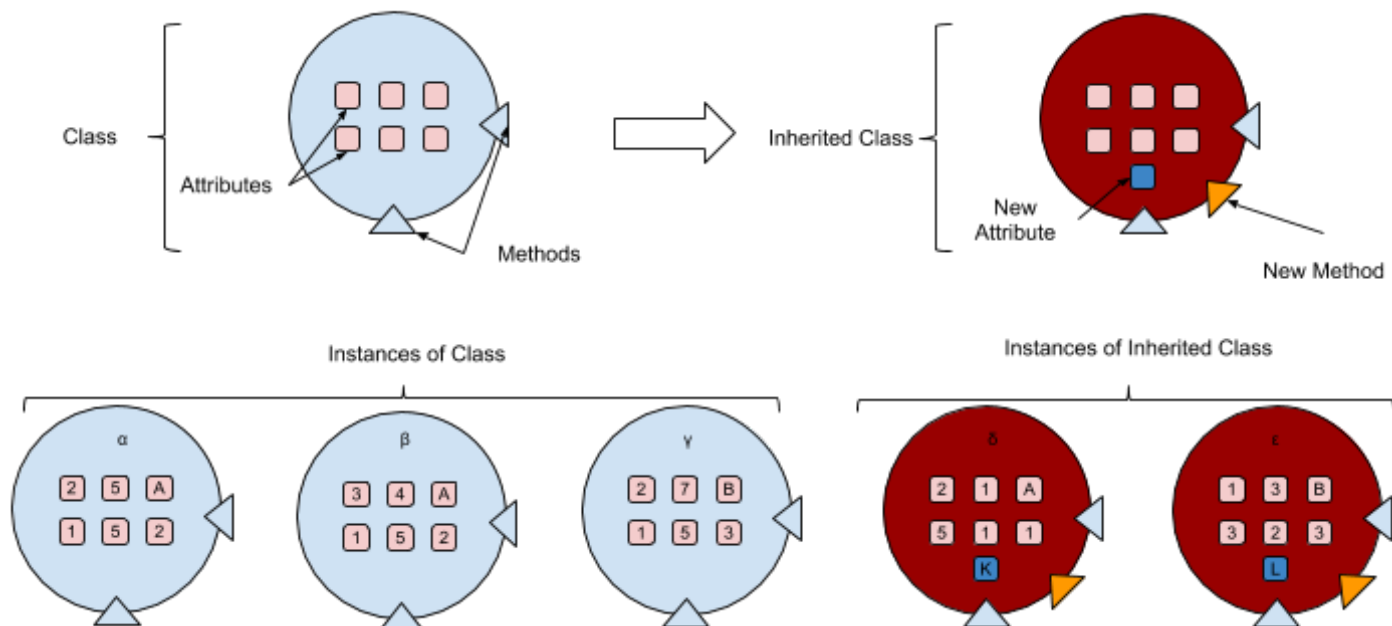 Class
Attributes
Methods
Inherited Class
New
Attribute
New Method
Instances of Class
Instances of Inherited Class
α
2 5 A
1 5 2
β
3 4 A
1 5 2
γ
2 7 B
1 5 3
δ
2 1 A
5 1 1
K
ε
1 3 B
3 2 3
L